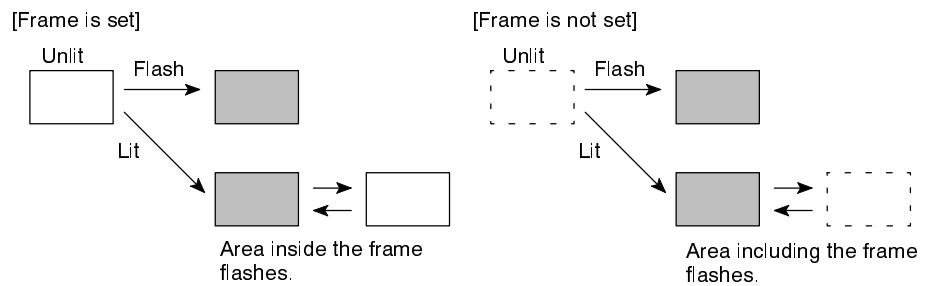 [Frame is set]
Unlit
Flash
Lit
Area inside the frame
flashes.
[Frame is not set]
Unlit
Flash
Lit
Area including the frame
flashes.